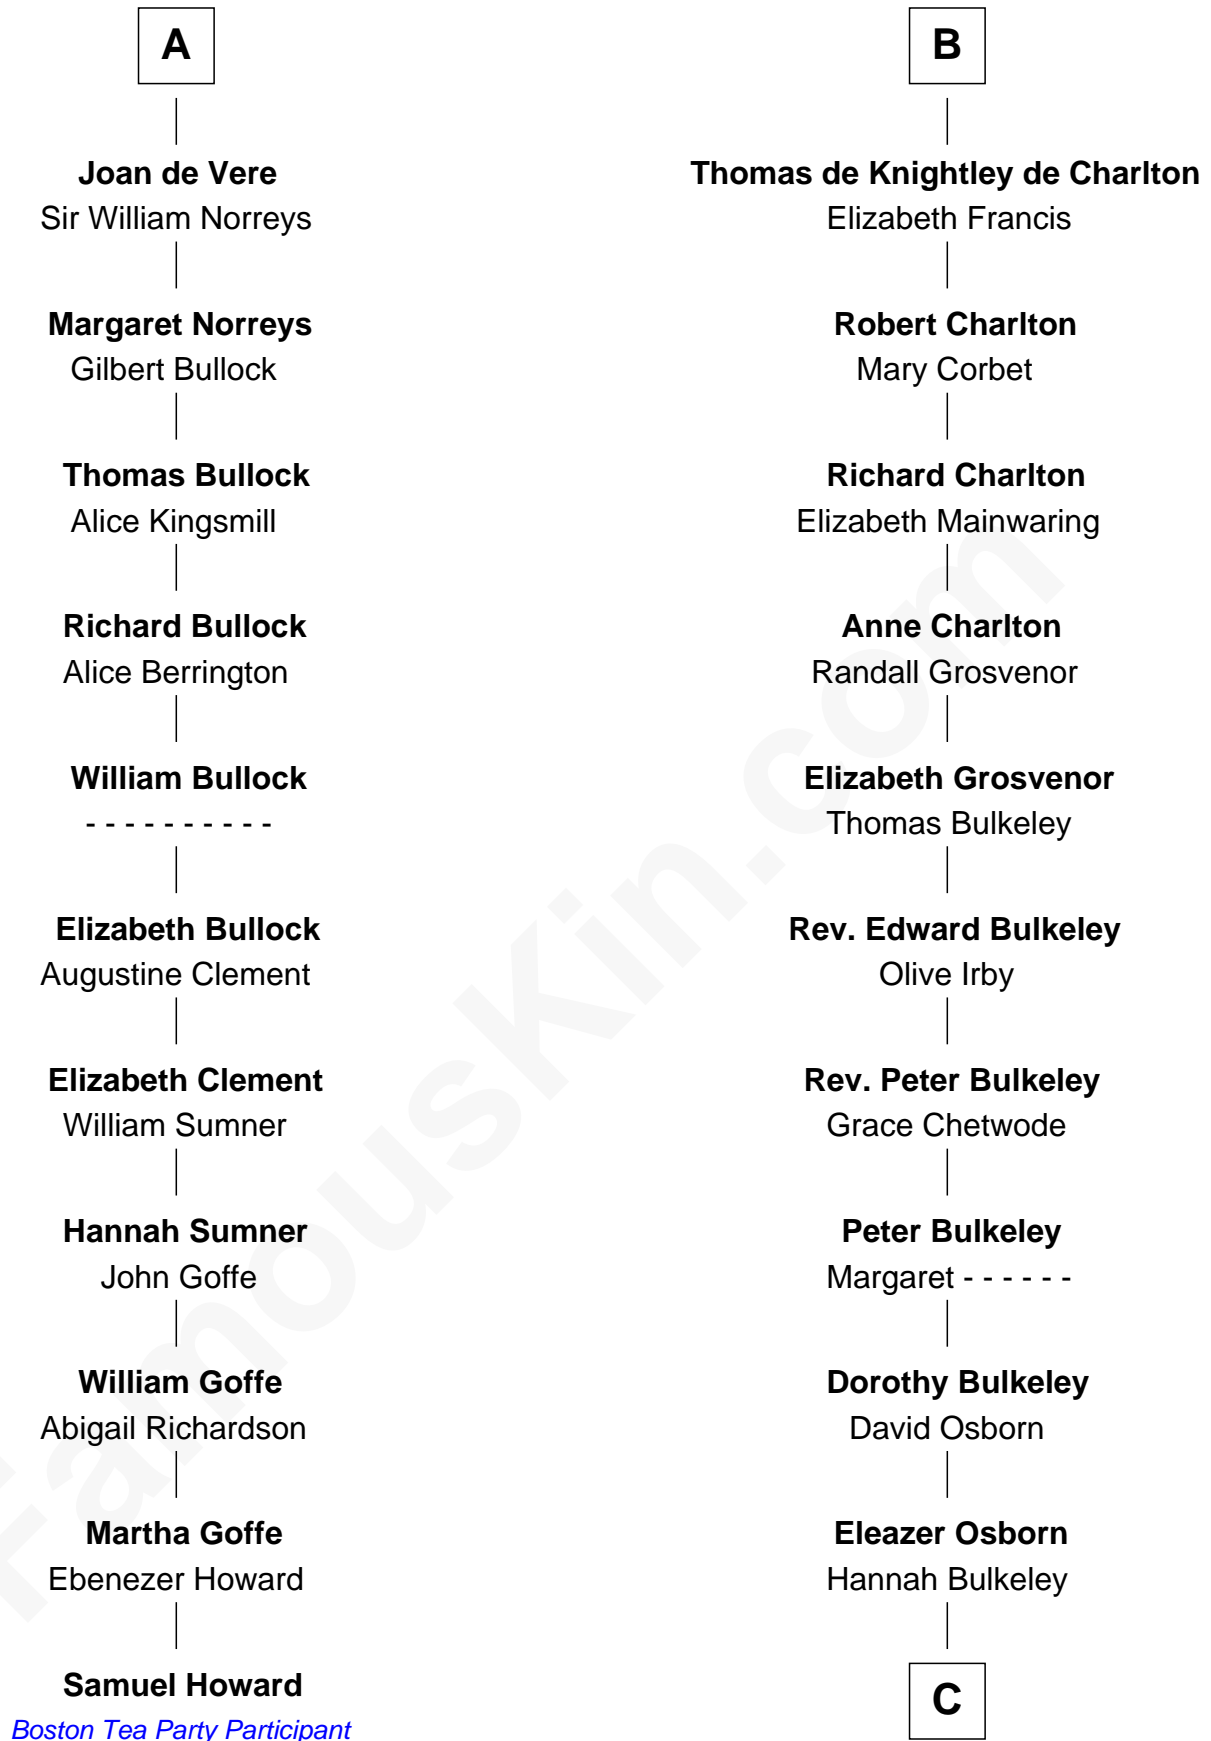 A
Joan de Vere
Sir William Norreys
Margaret Norreys
Gilbert Bullock
Thomas Bullock
Alice Kingsmill
Richard Bullock
Alice Berrington
William Bullock
- - - - - - - - - -
Elizabeth Bullock
Augustine Clement
Elizabeth Clement
William Sumner
Hannah Sumner
John Goffe
William Goffe
Abigail Richardson
Martha Goffe
Ebenezer Howard
Samuel Howard
Boston Tea Party Participant
B
Thomas de Knightley de Charlton
Elizabeth Francis
Robert Charlton
Mary Corbet
Richard Charlton
Elizabeth Mainwaring
Anne Charlton
Randall Grosvenor
Elizabeth Grosvenor
Thomas Bulkeley
Rev. Edward Bulkeley
Olive Irby
Rev. Peter Bulkeley
Grace Chetwode
Peter Bulkeley
Margaret - - - - - -
Dorothy Bulkeley
David Osborn
Eleazer Osborn
Hannah Bulkeley
C
FamousKin.com